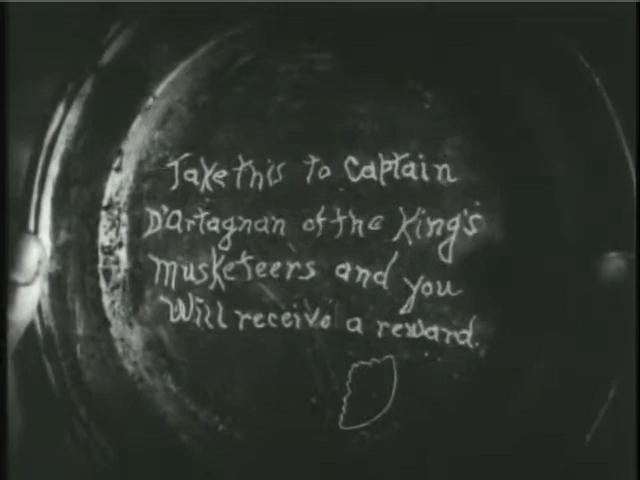 Take this to Captain
D'Artagnan of the King's
musketeers and you
Will receive a reward.